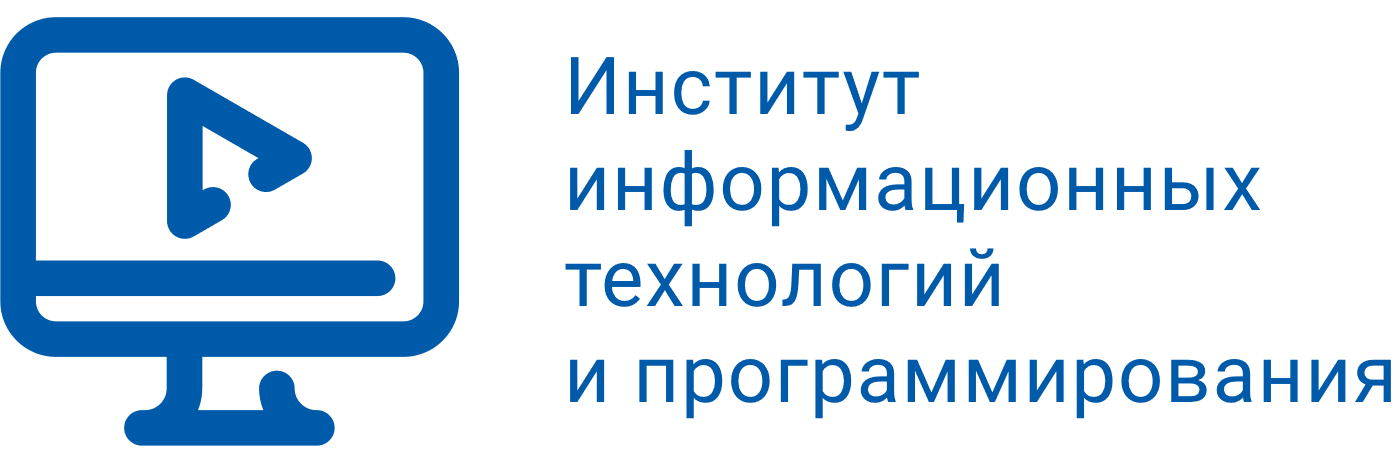 Институт
информационных
технологий
и программирования